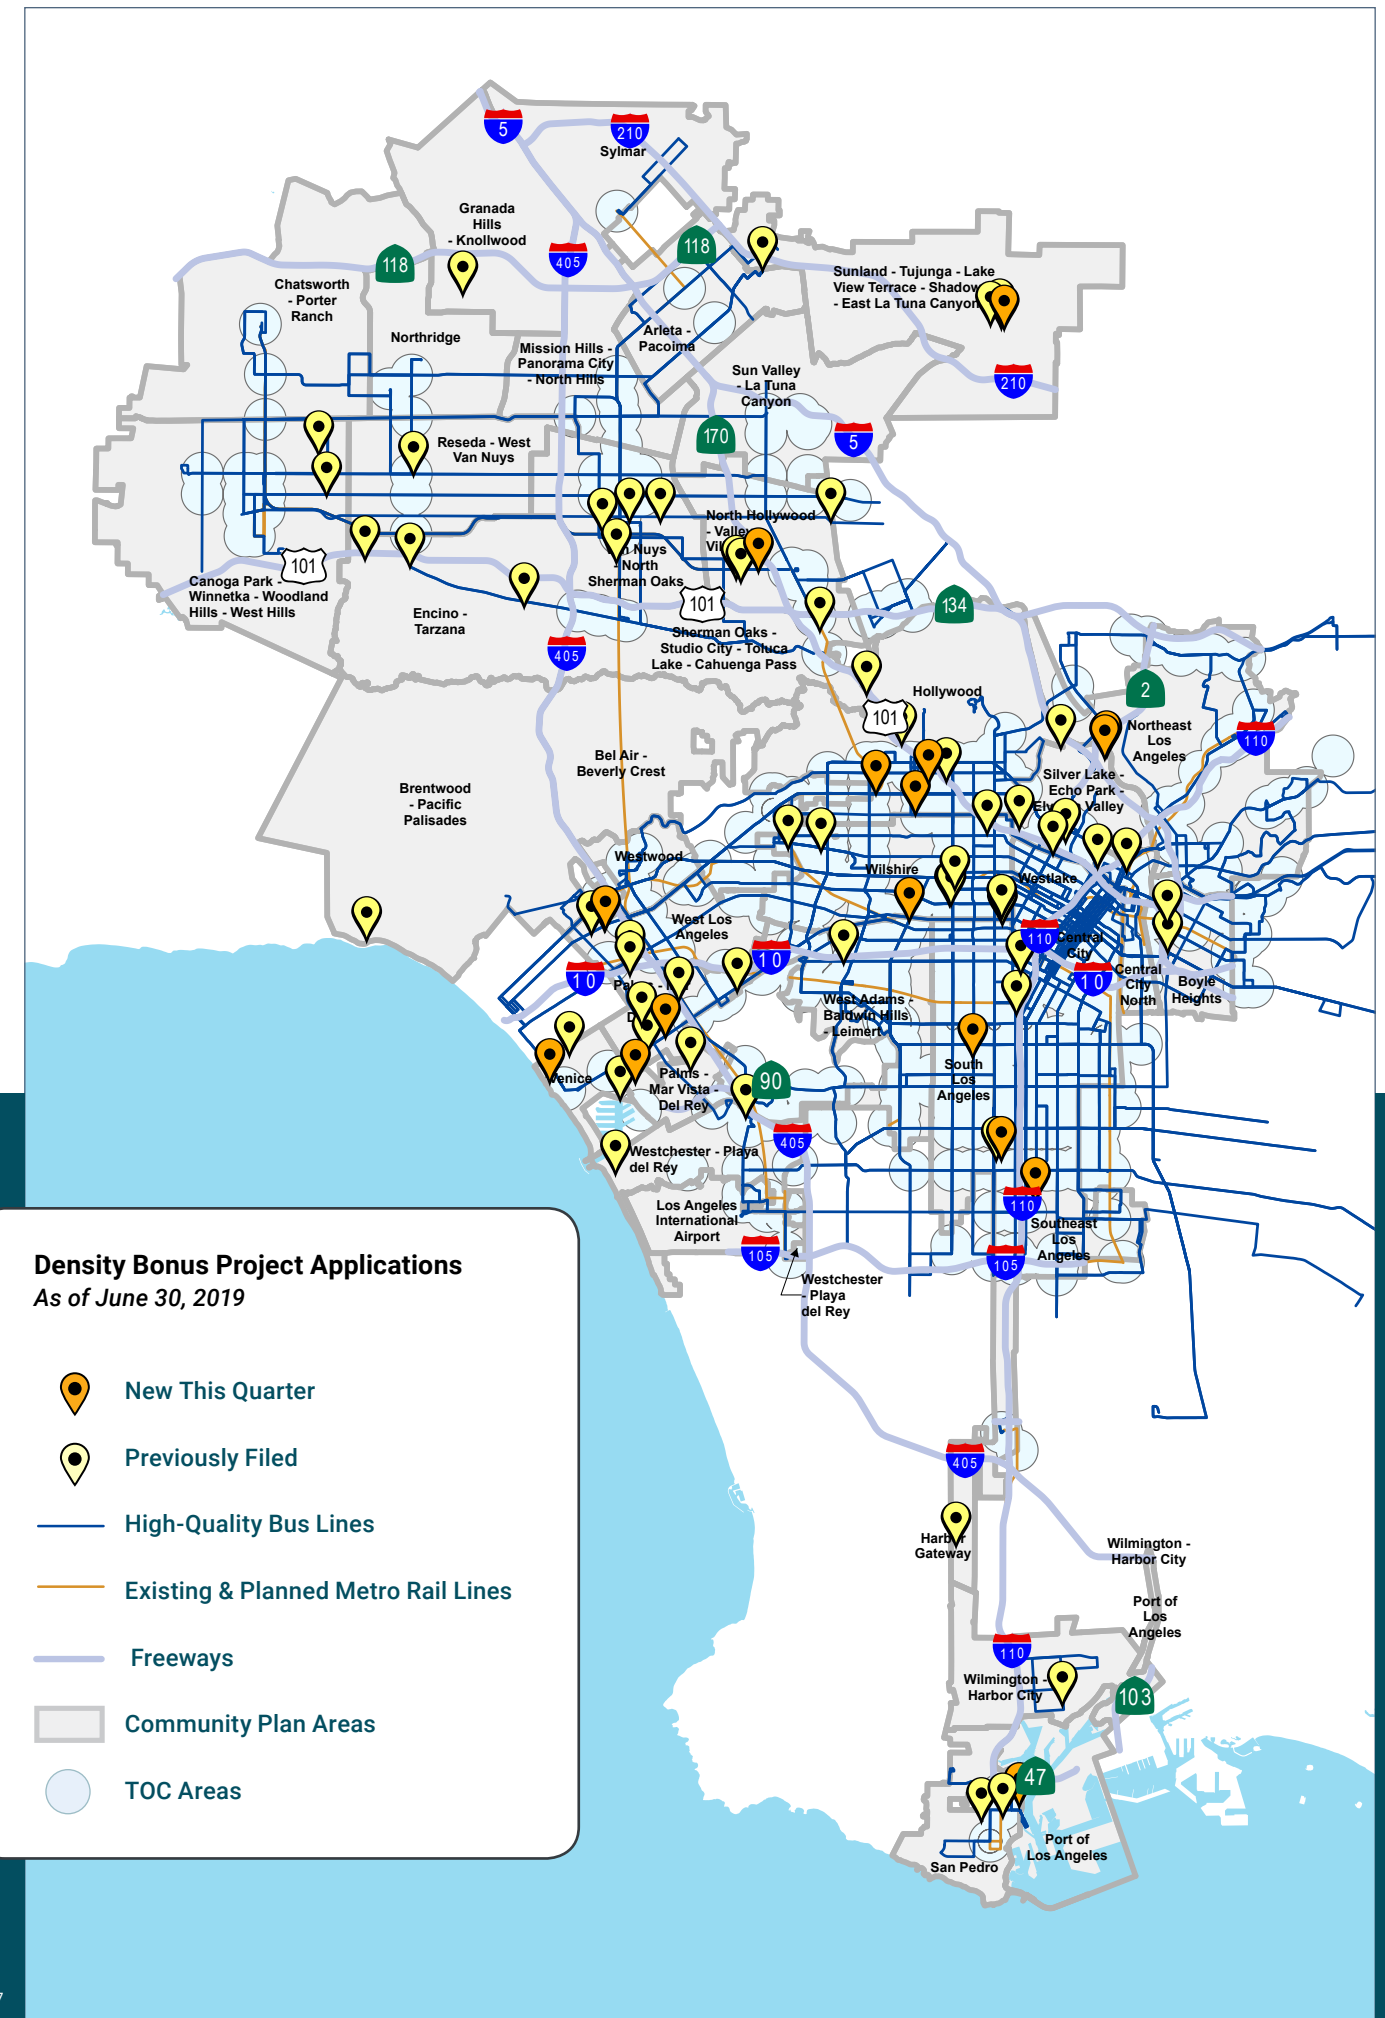 5
210
Sylmar
Granada
Hills
- Knollwood
118
405
118
Sunland - Tujunga - Lake
View Terrace - Shadow
- East La Tuna Canyon
Chatsworth
- Porter
Ranch
Northridge
Arleta -
Pacoima
Mission Hills -
Panorama City
- North Hills
Sun Valley
- La Tuna
Canyon
210
170
5
Reseda - West
Van Nuys
North Hollywood
- Valley
Van Nuys
- North
Sherman Oaks
101
Canoga Park -
Winnetka - Woodland
Hills - West Hills
101
134
Encino -
Tarzana
405
Sherman Oaks -
Studio City - Toluca
Lake - Cahuenga Pass
2
Hollywood
101
Northeast
Los
Angeles
110
Bel Air -
Beverly Crest
Brentwood
- Pacific
Palisades
Silver Lake -
Echo Park -
Valley
Westwood
Wilshire
Westlake
West Los
Angeles
110
Central
City
10
10
10
Central
City
North
Boyle
Heights
West Adams -
Baldwin Hills
- Leimert
South
Los
Angeles
Venice
Palms -
Mar Vista -
Del Rey
90
405
Westchester - Playa
del Rey
Los Angeles
International
Airport
110
Southeast
Los
Angeles
105
105
Westchester
- Playa
del Rey
Density Bonus Project Applications
As of June 30, 2019
New This Quarter
Previously Filed
High-Quality Bus Lines
Existing & Planned Metro Rail Lines
Freeways
Community Plan Areas
TOC Areas
405
Harbor
Gateway
Wilmington -
Harbor City
Port of
Los
Angeles
110
Wilmington -
Harbor City
103
47
Port of
Los Angeles
San Pedro
7